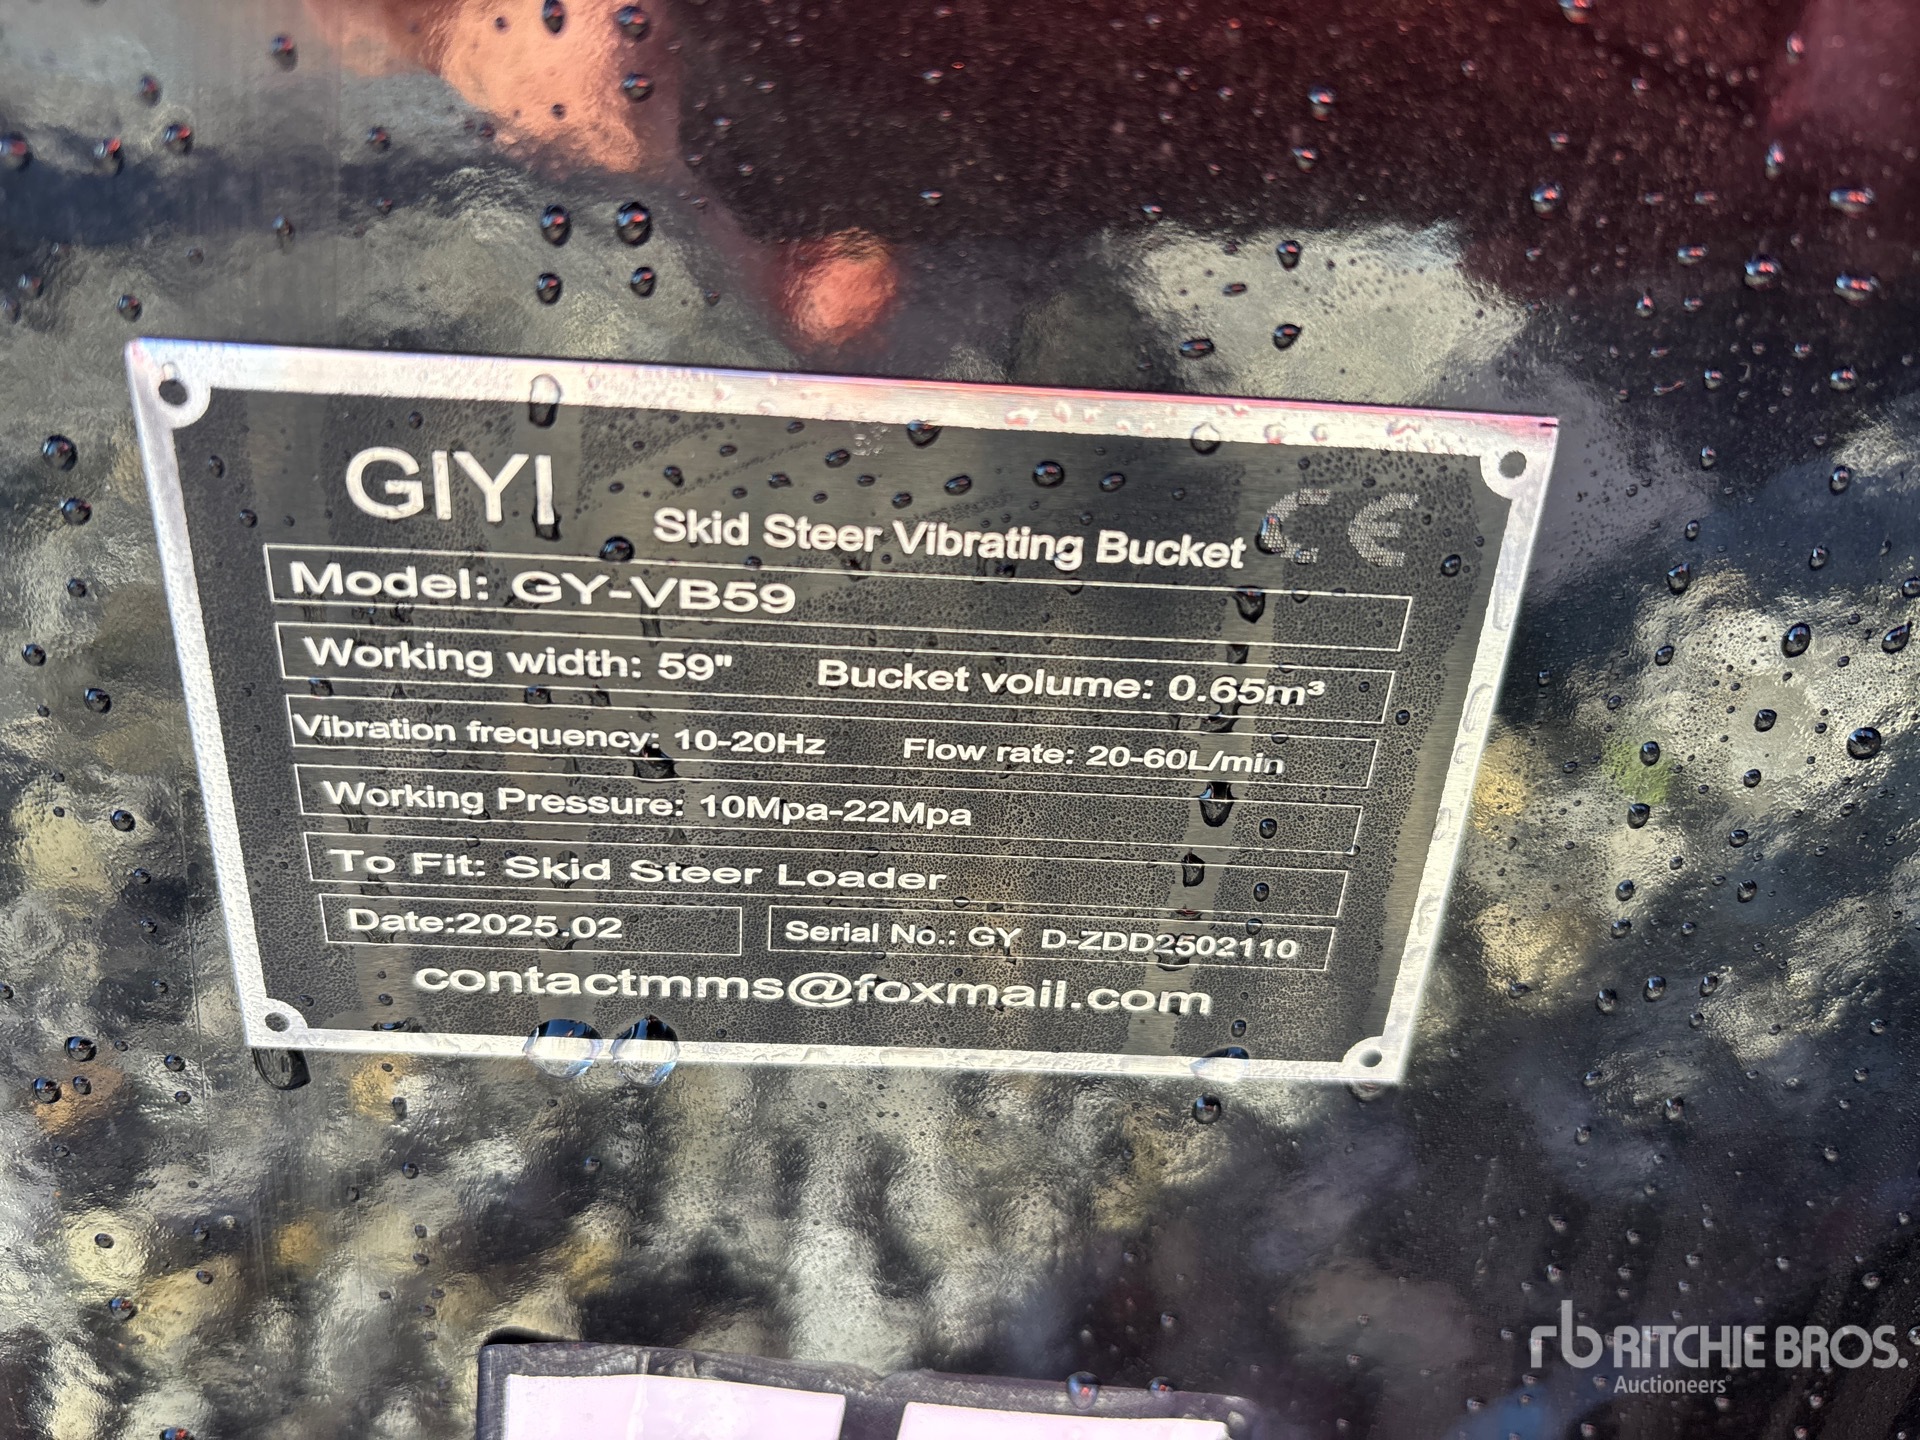 GIYI
Skid Steer Vibrating Bucket CE
Model: GY-VB59
Working width: 59" Bucket volume: 0.65m³
Vibration frequency: 10-20Hz Flow rate: 20-60L/min
Working Pressure: 10Mpa-22Mpa
To Fit: Skid Steer Loader
Date:2025.02 Serial No.: GY D-ZDD2502110
contactmms@foxmail.com
rb RITCHIE BROS.
Auctioneers